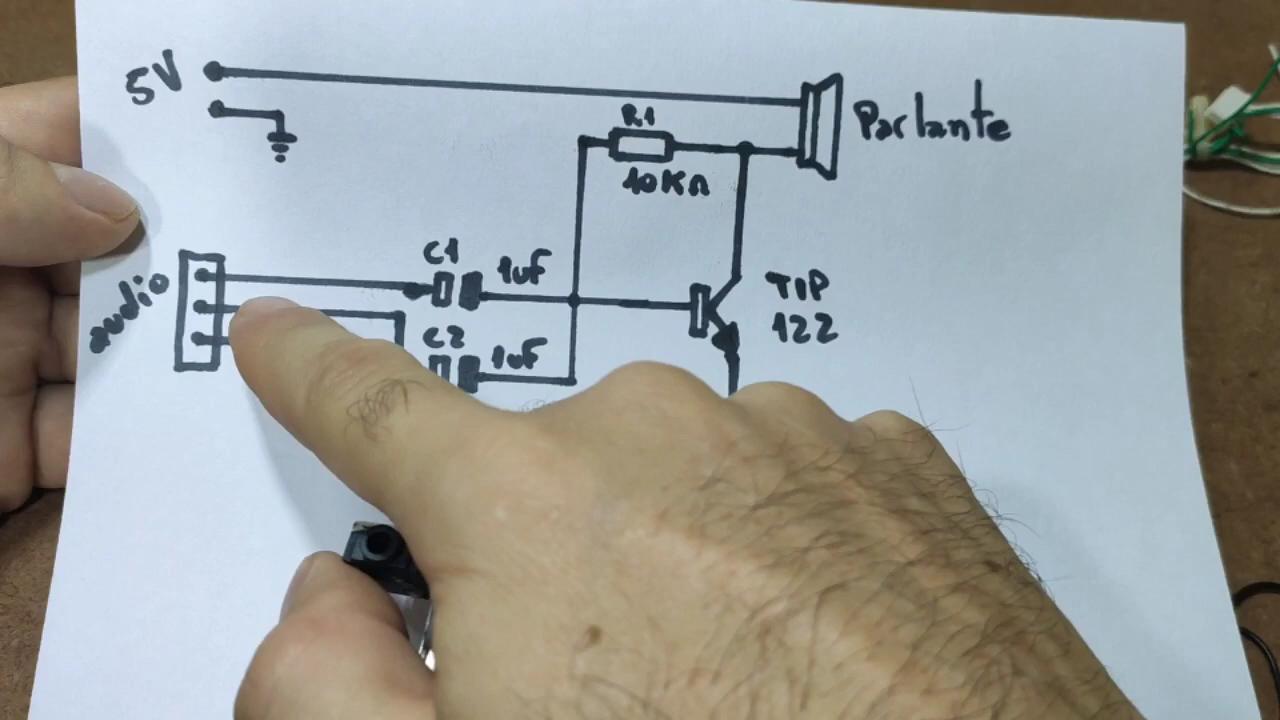 5V
R1
10KΩ
Parlante
audio
C1
1uF
C2
1uF
TIP
122